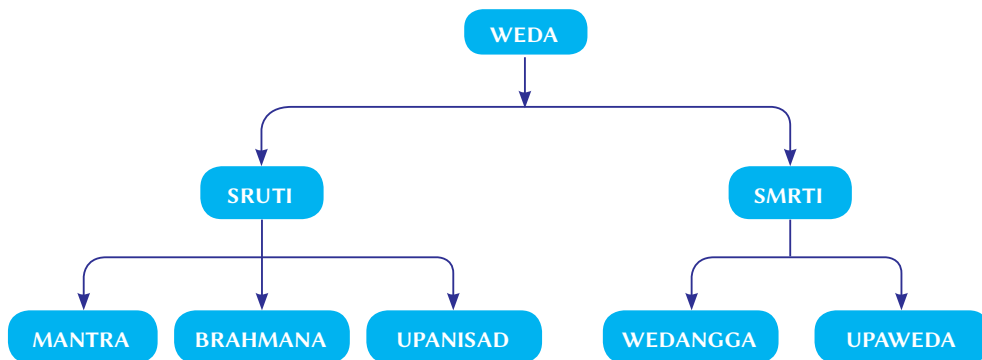 WEDA
SRUTI SMRTI
MANTRA BRAHMANA UPANISAD WEDANGGA UPAWEDA